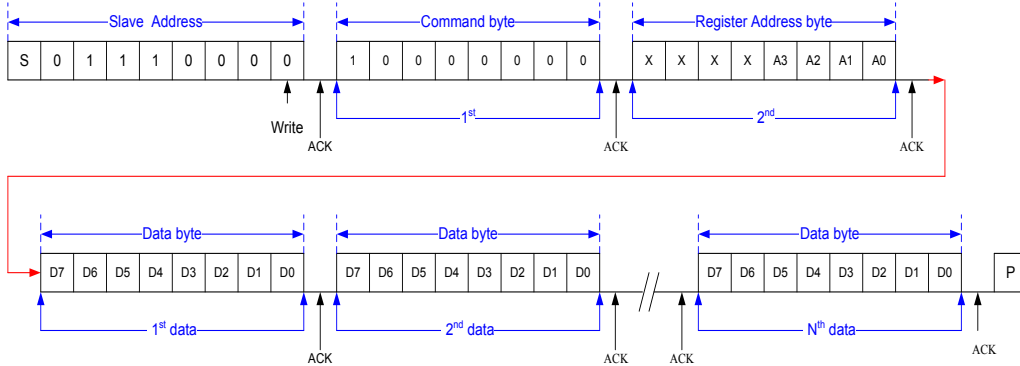 Slave Address Command byte Register Address byte
S 0 1 1 1 0 0 0 0 1 0 0 0 0 0 0 0 X X X X A3 A2 A1 A0
Write 1st 2nd
ACK ACK ACK
Data byte Data byte Data byte
D7 D6 D5 D4 D3 D2 D1 D0 D7 D6 D5 D4 D3 D2 D1 D0 D7 D6 D5 D4 D3 D2 D1 D0 P
1st data 2nd data Nth data
ACK ACK ACK ACK